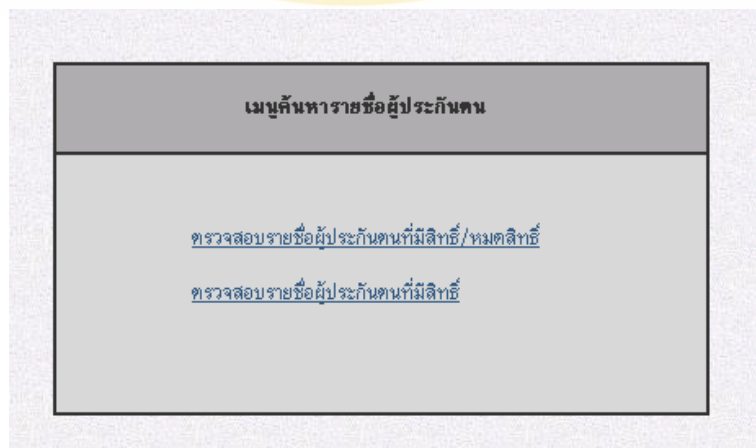 เมนูค้นหารายชื่อผู้ประกันตน
ตรวจสอบรายชื่อผู้ประกันตนที่มีสิทธิ์/หมดสิทธิ์
ตรวจสอบรายชื่อผู้ประกันตนที่มีสิทธิ์